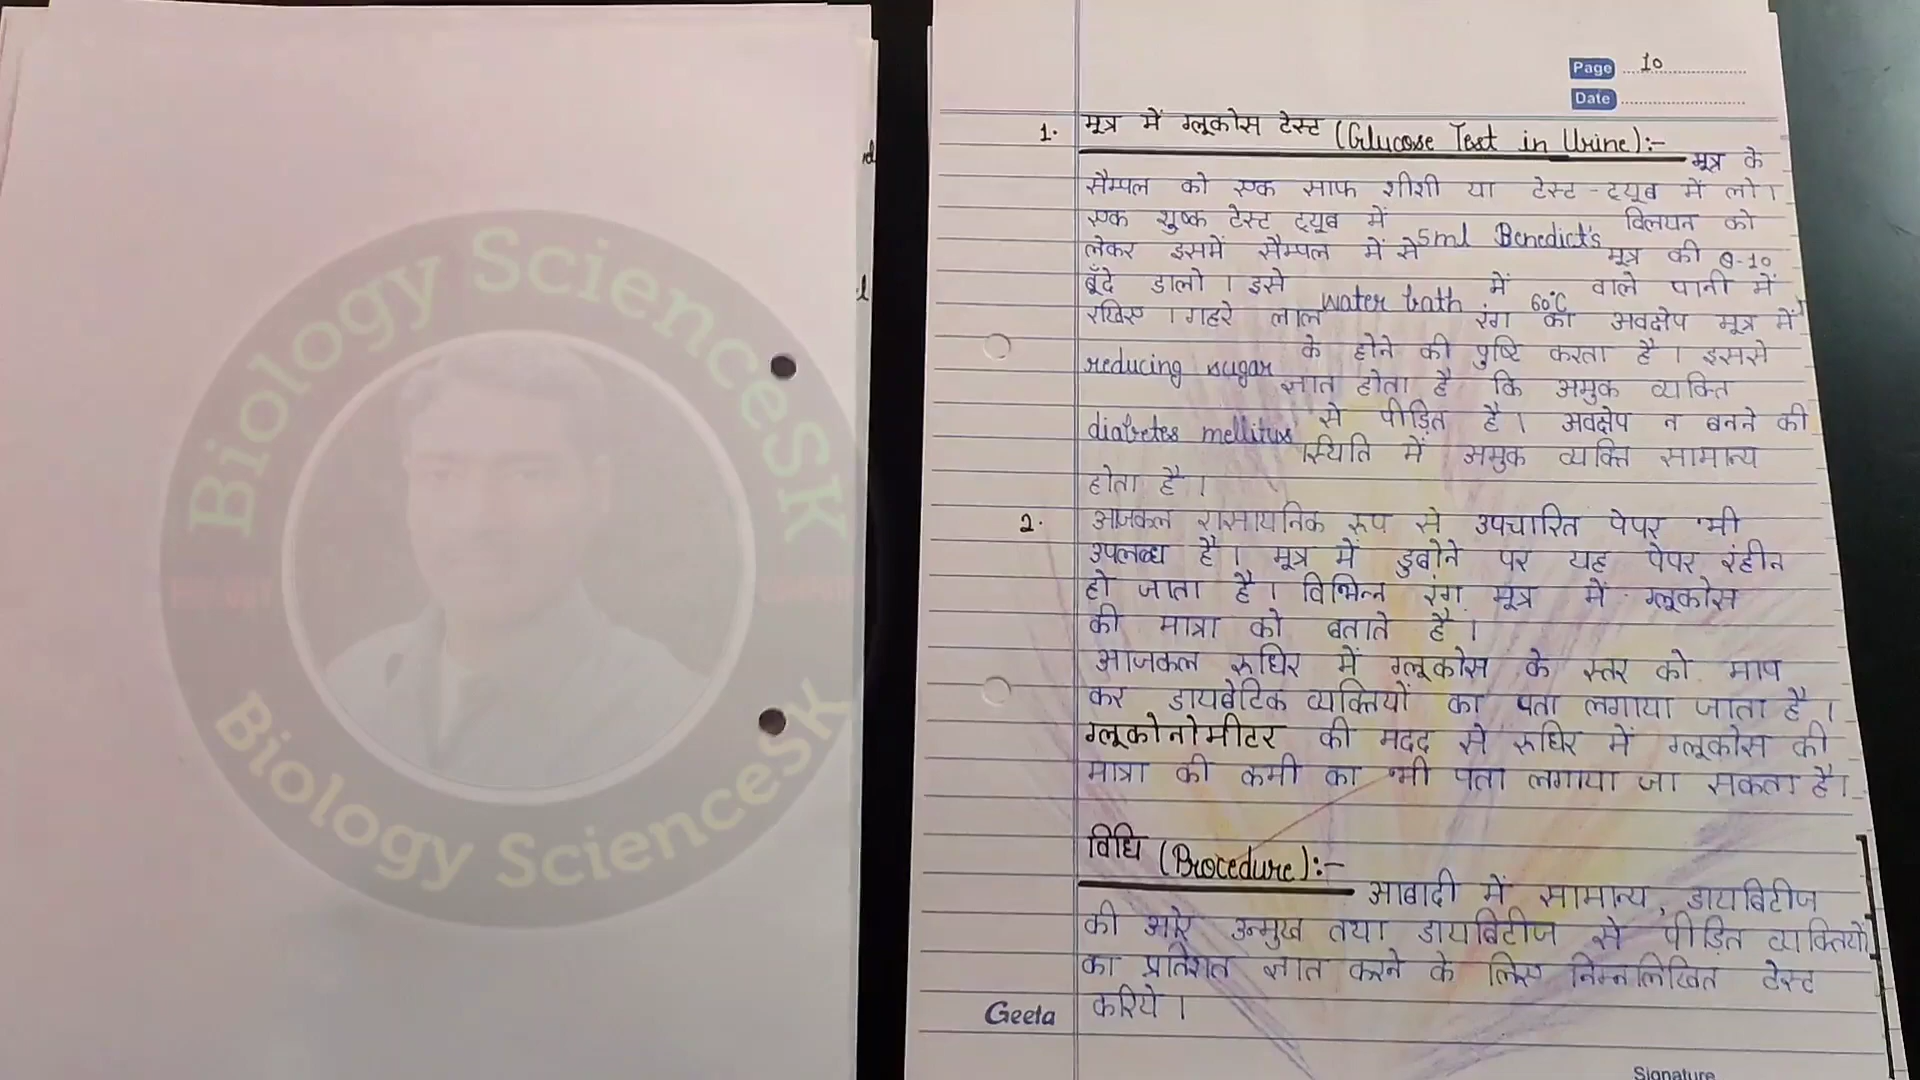 Biology ScienceSK
Biology ScienceSK
Page 10
Date
1. मूत्र में ग्लूकोस टेस्ट (Glucose Test in Urine):-
मूत्र के
सैम्पल को एक साफ शीशी या टेस्ट-ट्यूब में लो।
एक शुष्क टेस्ट ट्यूब में 5ml Benedict's विलयन को
लेकर इसमें सैम्पल में से मूत्र की 8-10
बूँदे डालो। इसे water bath में 60°C वाले पानी में
रखिए। गहरे लाल रंग का अवक्षेप मूत्र में
reducing sugar के होने की पुष्टि करता है। इससे
ज्ञात होता है कि अमुक व्यक्ति
diabetes mellitus से पीड़ित है। अवक्षेप न बनने की
स्थिति में अमुक व्यक्ति सामान्य
होता है।
2. आजकल रासायनिक रूप से उपचारित पेपर भी
उपलब्ध है। मूत्र में डुबोने पर यह पेपर रंहीन
हो जाता है। विभिन्न रंग मूत्र में ग्लूकोस
की मात्रा को बताते है।
आजकल रुधिर में ग्लूकोस के स्तर को माप
कर डायबेटिक व्यक्तियों का पता लगाया जाता है।
ग्लूकोनोमीटर की मदद से रुधिर में ग्लूकोस की
मात्रा की कमी का भी पता लगाया जा सकता है।
विधि (Procedure):-
आबादी में सामान्य, डायबिटीज
की ओर उन्मुख तथा डायबिटीज से पीड़ित व्यक्तियों
का प्रतिशत ज्ञात करने के लिए निम्नलिखित टेस्ट
करिये।
Geeta
Signature